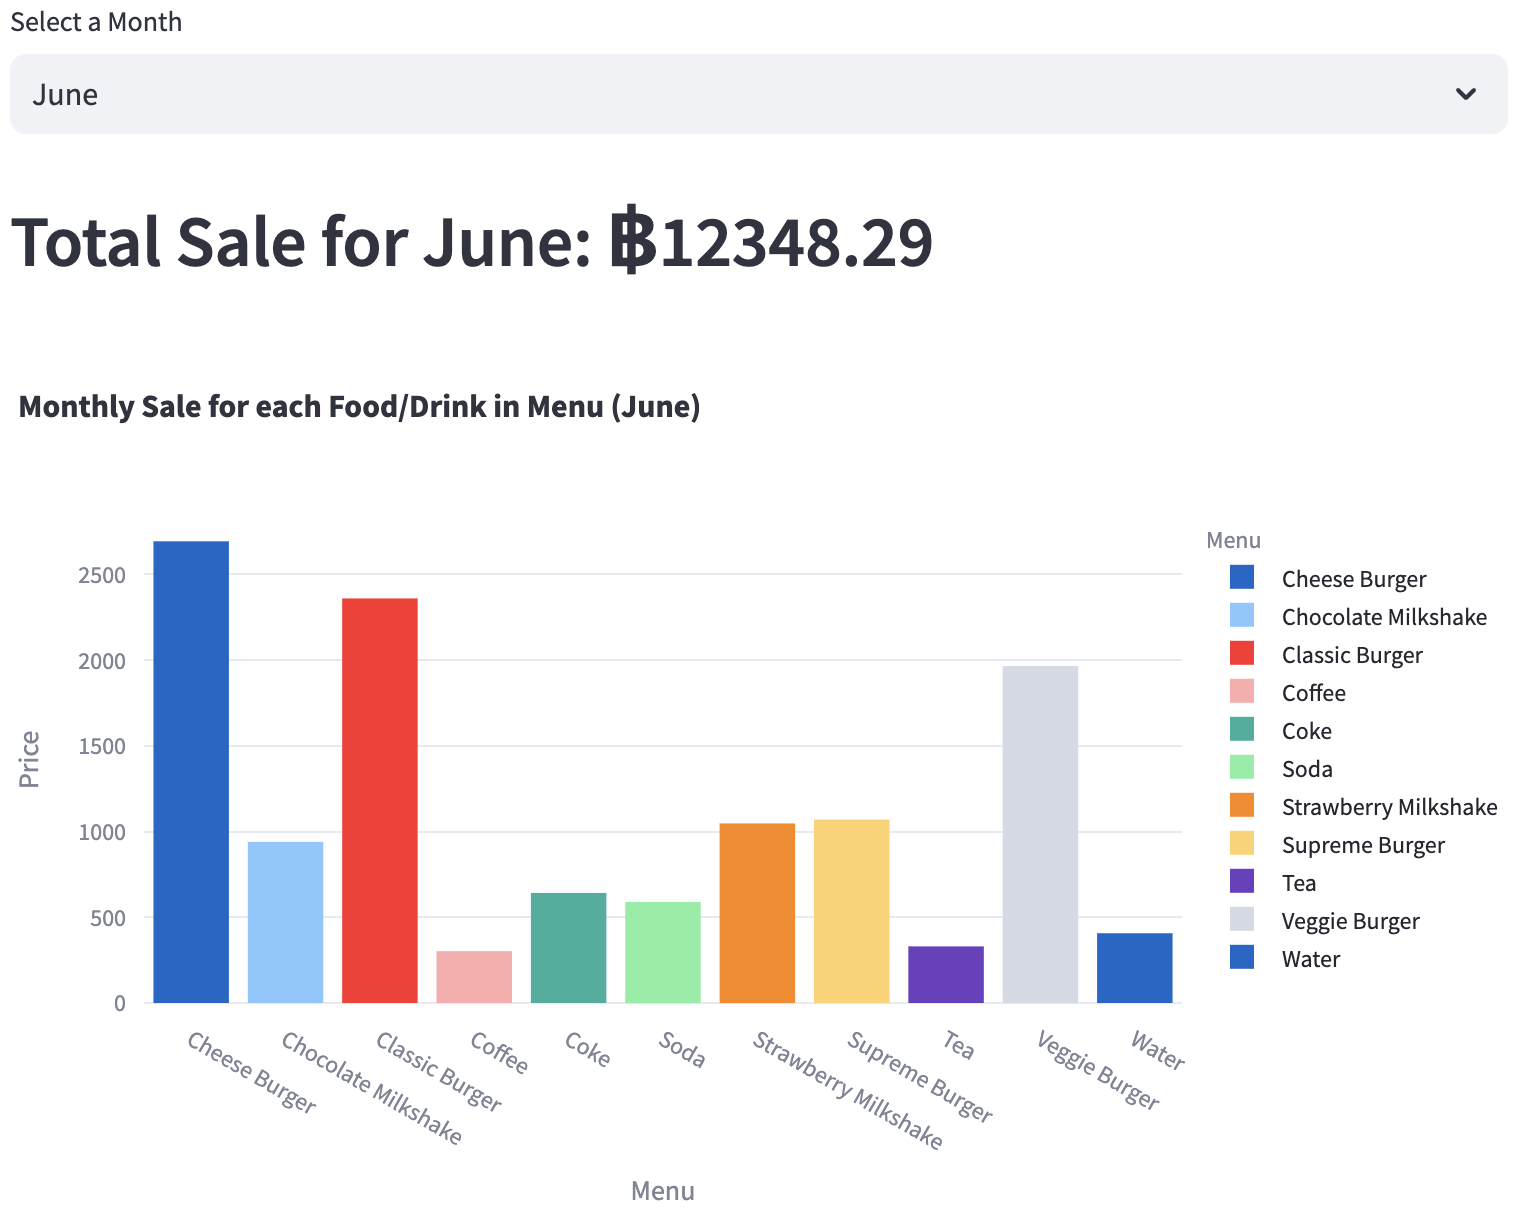 Select a Month
June
Total Sale for June: ฿12348.29
Monthly Sale for each Food/Drink in Menu (June)
Menu
Cheese Burger
Chocolate Milkshake
Classic Burger
Coffee
Coke
Soda
Strawberry Milkshake
Supreme Burger
Tea
Veggie Burger
Water
2500
2000
1500
1000
500
0
Price
Cheese Burger
Chocolate Milkshake
Classic Burger
Coffee
Coke
Soda
Strawberry Milkshake
Supreme Burger
Tea
Veggie Burger
Water
Menu